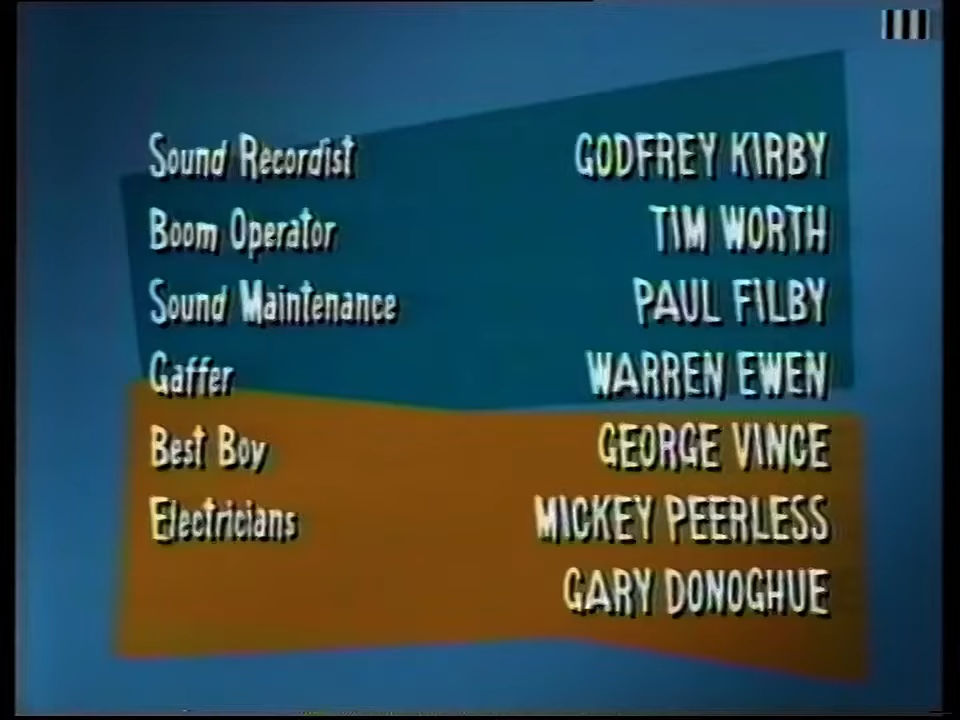 Sound Recordist GODFREY KIRBY
Boom Operator TIM WORTH
Sound Maintenance PAUL FILBY
Gaffer WARREN EWEN
Best Boy GEORGE VINCE
Electricians MICKEY PEERLESS
GARY DONOGHUE